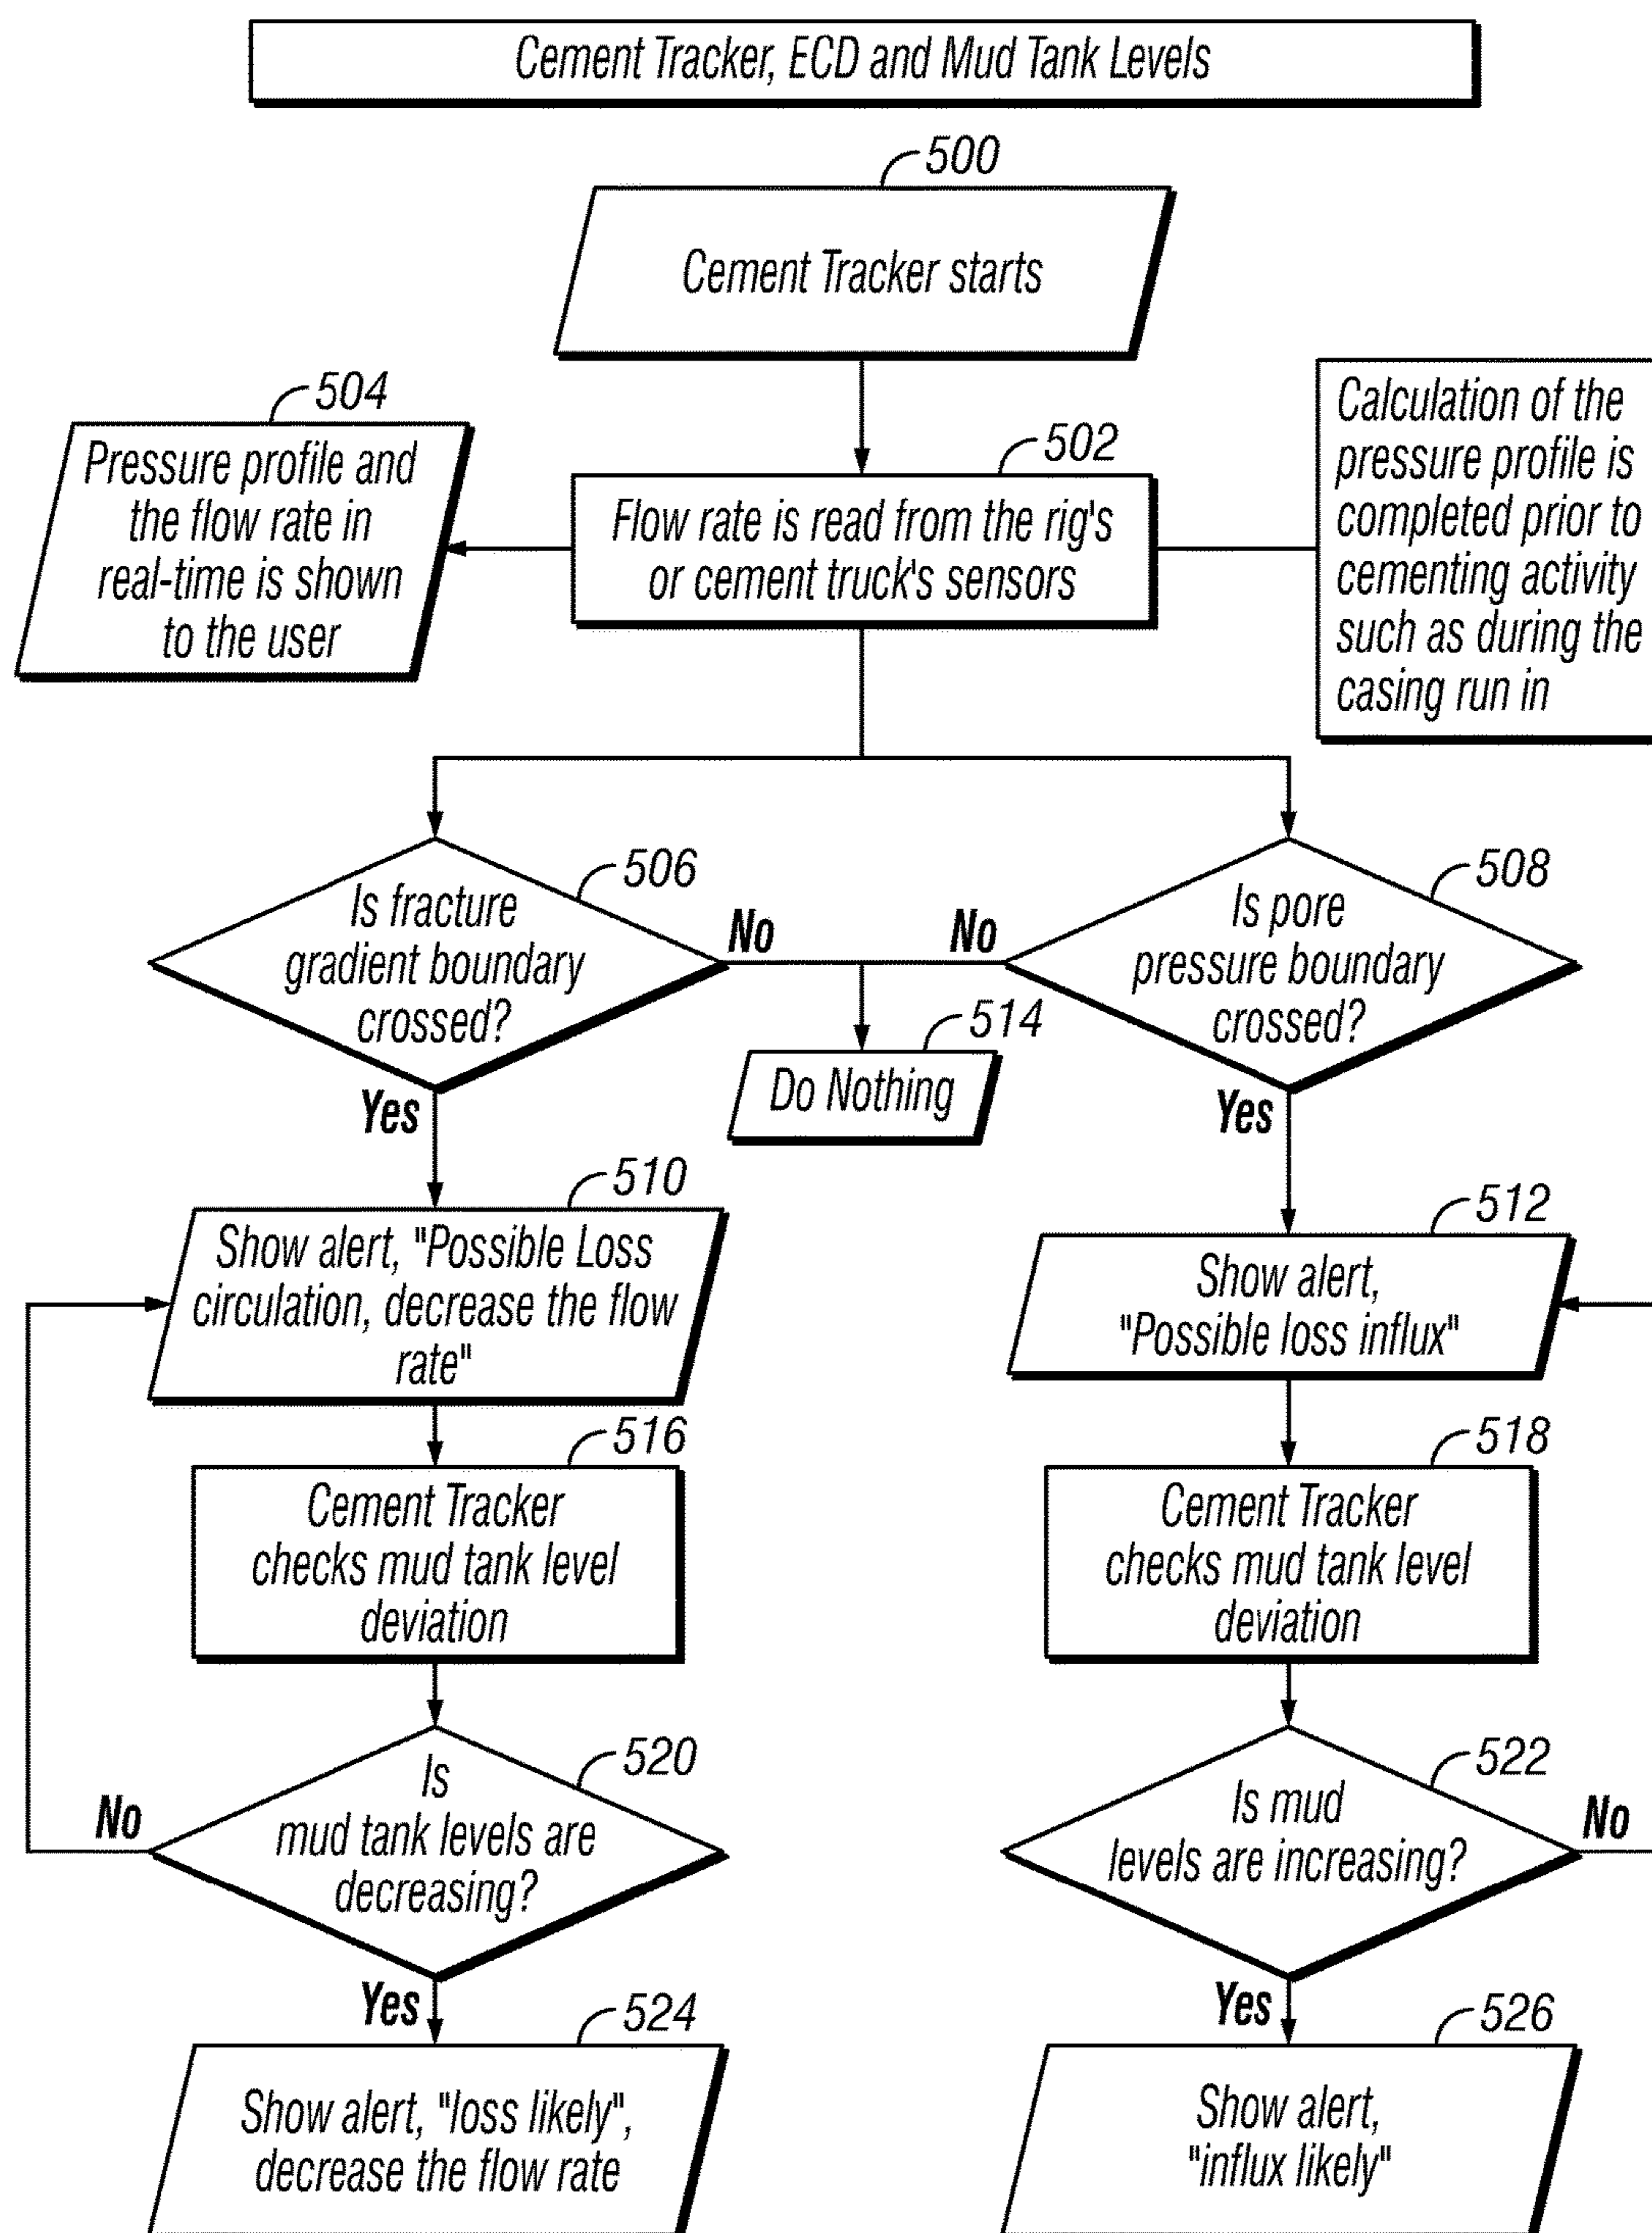 Cement Tracker, ECD and Mud Tank Levels
500
Cement Tracker starts
504
Pressure profile and
the flow rate in
real-time is shown
to the user
502
Flow rate is read from the rig's
or cement truck's sensors
Calculation of the
pressure profile is
completed prior to
cementing activity
such as during the
casing run in
506
Is fracture
gradient boundary
crossed?
No
No
508
Is pore
pressure boundary
crossed?
514
Do Nothing
Yes
Yes
510
Show alert, "Possible Loss
circulation, decrease the flow
rate"
512
Show alert,
"Possible loss influx"
516
Cement Tracker
checks mud tank level
deviation
518
Cement Tracker
checks mud tank level
deviation
520
Is
mud tank levels are
decreasing?
No
522
Is mud
levels are increasing?
No
Yes
Yes
524
Show alert, "loss likely",
decrease the flow rate
526
Show alert,
"influx likely"